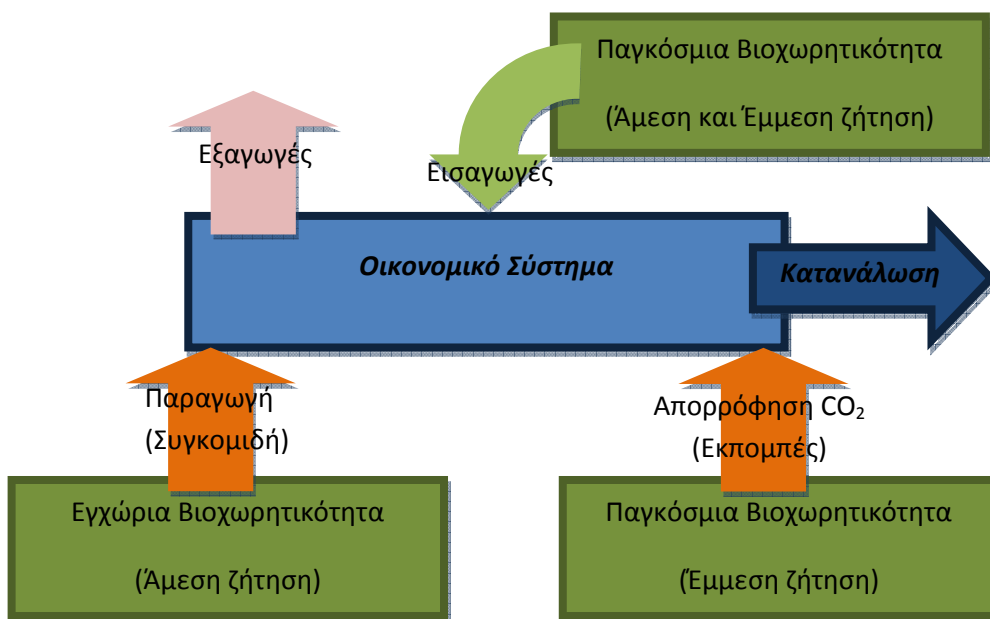 Παγκόσμια Βιοχωρητικότητα
(Άμεση και Έμμεση ζήτηση)
Εξαγωγές
Εισαγωγές
Οικονομικό Σύστημα
Κατανάλωση
Παραγωγή
(Συγκομιδή)
Απορρόφηση CO₂
(Εκπομπές)
Εγχώρια Βιοχωρητικότητα
(Άμεση ζήτηση)
Παγκόσμια Βιοχωρητικότητα
(Έμμεση ζήτηση)